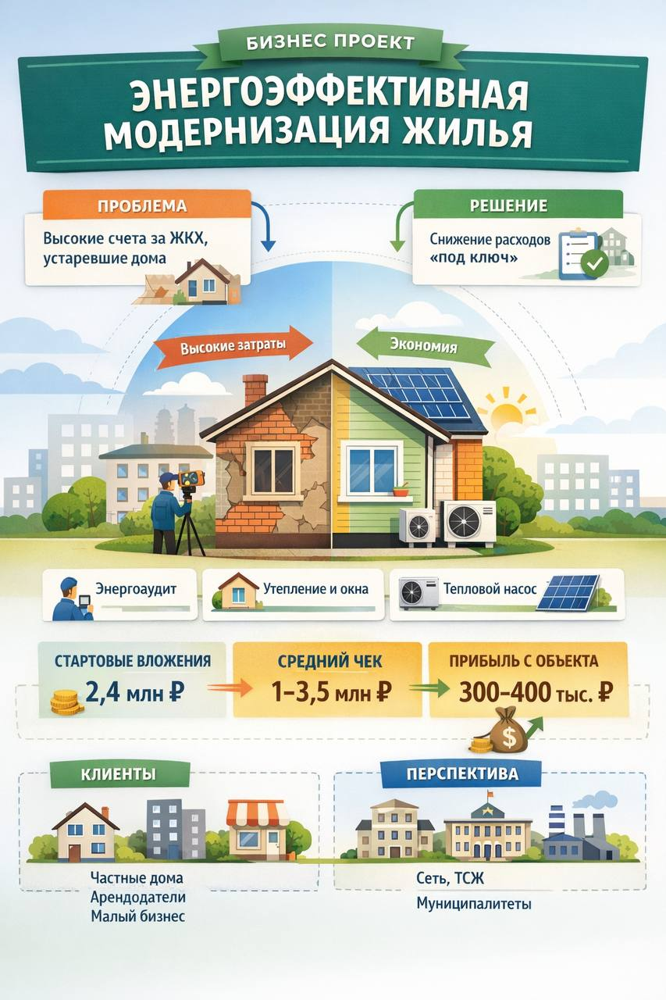 БИЗНЕС ПРОЕКТ
ЭНЕРГОЭФФЕКТИВНАЯ
МОДЕРНИЗАЦИЯ ЖИЛЬЯ
ПРОБЛЕМА
Высокие счета за ЖКХ,
устаревшие дома
РЕШЕНИЕ
Снижение расходов
«под ключ»
Высокие затраты
Экономия
Энергоаудит
Утепление и окна
Тепловой насос
СТАРТОВЫЕ ВЛОЖЕНИЯ
2,4 млн ₽
СРЕДНИЙ ЧЕК
1–3,5 млн ₽
ПРИБЫЛЬ С ОБЪЕКТА
300–400 тыс. ₽
$
КЛИЕНТЫ
Частные дома
Арендодатели
Малый бизнес
ПЕРСПЕКТИВА
Сеть, ТСЖ
Муниципалитеты